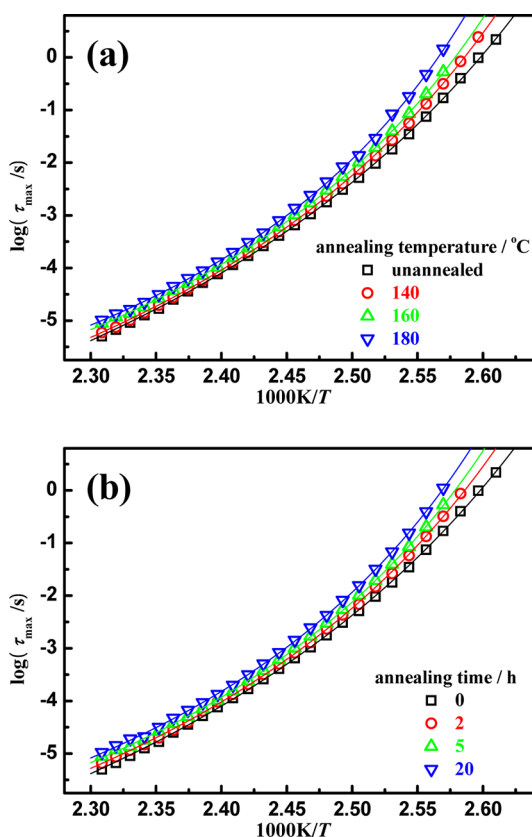 (a)
log( τmax /s)
0
-1
-2
-3
-4
-5
annealing temperature / °C
unannealed
140
160
180
2.30 2.35 2.40 2.45 2.50 2.55 2.60
1000K/T
(b)
log( τmax /s)
0
-1
-2
-3
-4
-5
annealing time / h
0
2
5
20
2.30 2.35 2.40 2.45 2.50 2.55 2.60
1000K/T